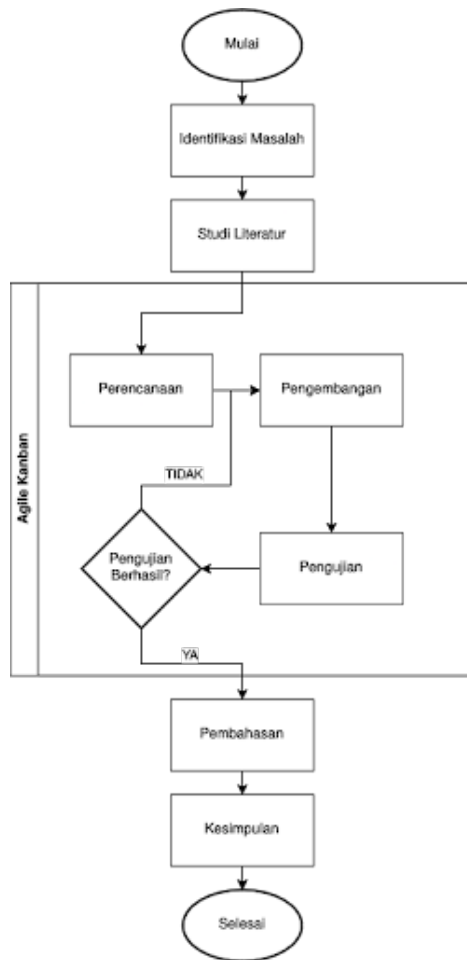 Mulai
Identifikasi Masalah
Studi Literatur
Agile Kanban
Perencanaan
Pengembangan
TIDAK
Pengujian
Berhasil?
Pengujian
YA
Pembahasan
Kesimpulan
Selesai